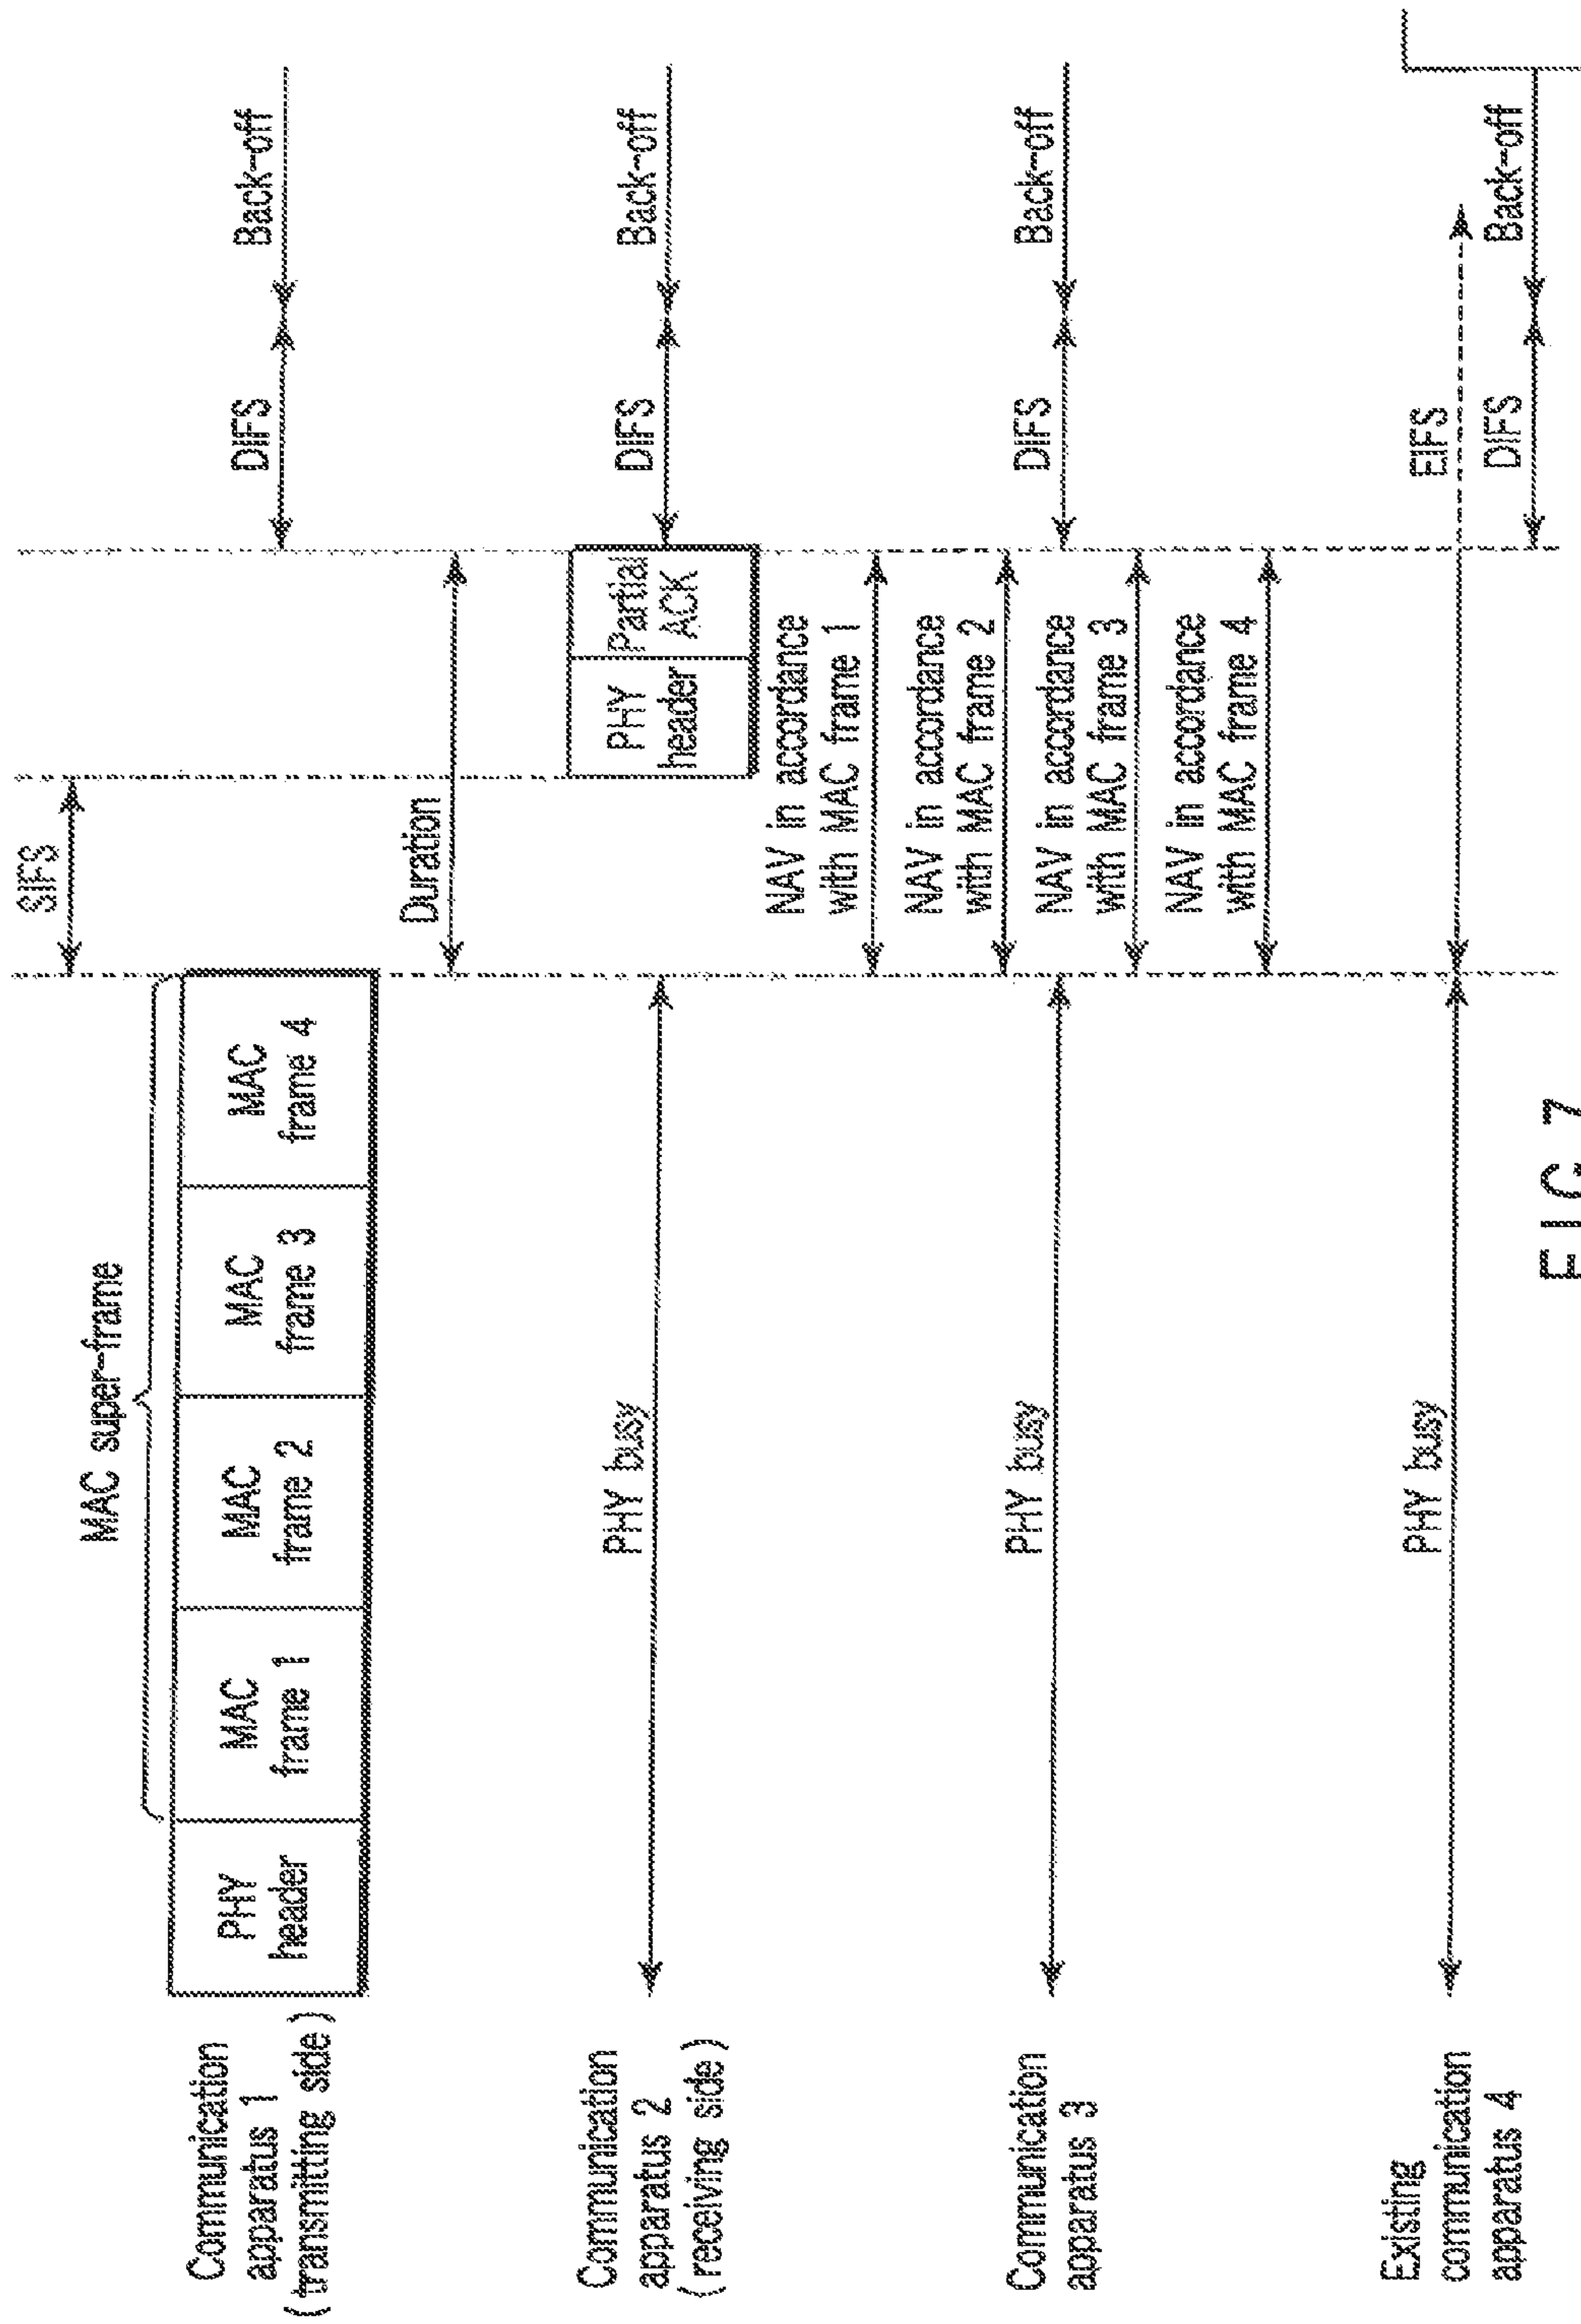 SIFS
MAC super-frame
Communication
apparatus 1
(transmitting side)
PHY
header
MAC
frame 1
MAC
frame 2
MAC
frame 3
MAC
frame 4
DIFS
Back-off
Duration
Communication
apparatus 2
(receiving side)
PHY busy
PHY
header
Partial
ACK
DIFS
Back-off
NAV in accordance
with MAC frame 1
NAV in accordance
with MAC frame 2
NAV in accordance
with MAC frame 3
NAV in accordance
with MAC frame 4
Communication
apparatus 3
PHY busy
DIFS
Back-off
Existing
communication
apparatus 4
PHY busy
EIFS
DIFS
Back-off
FIG 7